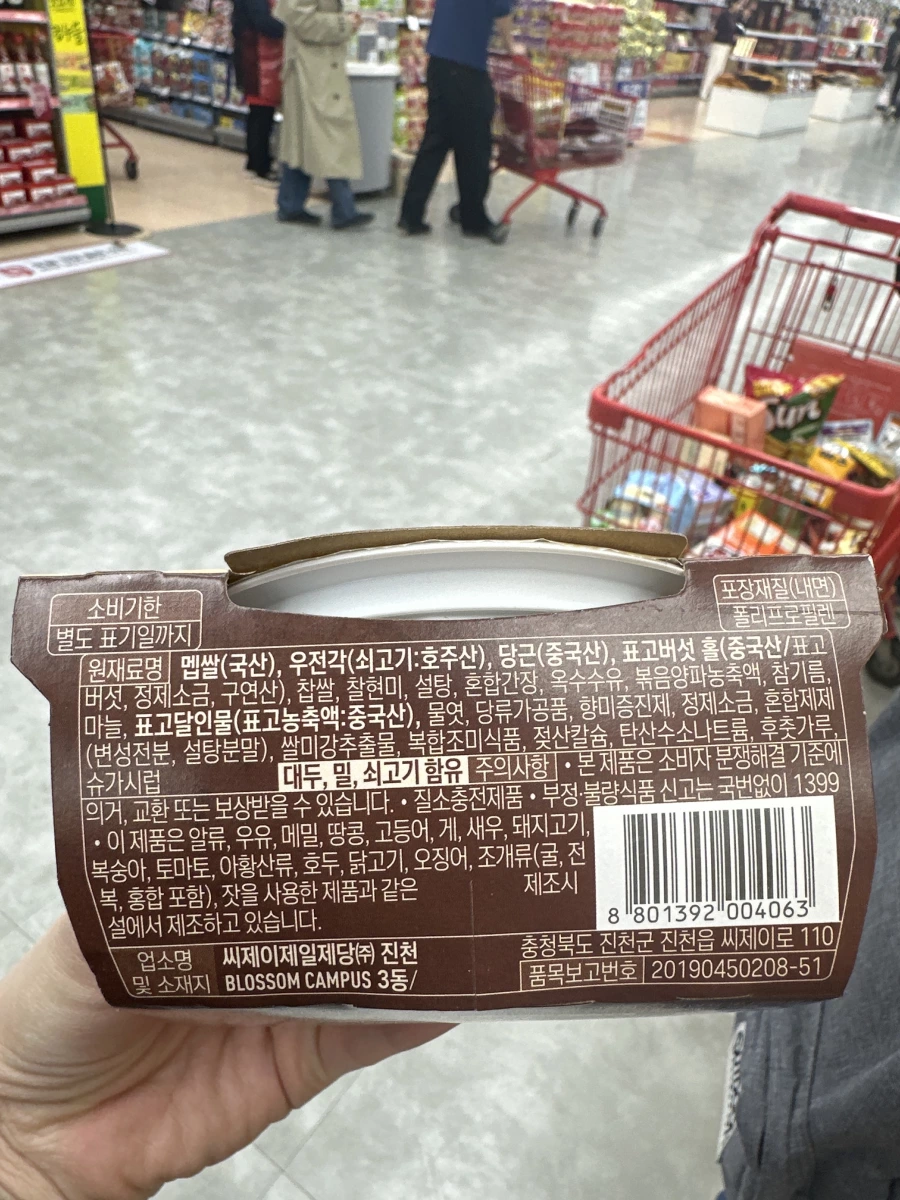 소비기한
별도 표기일까지
포장재질(내면)
폴리프로필렌
원재료명 멥쌀(국산), 우전각(쇠고기:호주산), 당근(중국산), 표고버섯 홀(중국산/표고
버섯, 정제소금, 구연산), 찹쌀, 찰현미, 설탕, 혼합간장, 옥수수유, 볶음양파농축액, 참기름,
마늘, 표고달인물(표고농축액:중국산), 물엿, 당류가공품, 향미증진제, 정제소금, 혼합제제
(변성전분, 설탕분말), 쌀미강추출물, 복합조미식품, 젖산칼슘, 탄산수소나트륨, 후춧가루,
슈가시럽 대두, 밀, 쇠고기 함유 주의사항 • 본 제품은 소비자 분쟁해결 기준에
의거, 교환 또는 보상받을 수 있습니다. • 질소충전제품 • 부정·불량식품 신고는 국번없이 1399
• 이 제품은 알류, 우유, 메밀, 땅콩, 고등어, 게, 새우, 돼지고기,
복숭아, 토마토, 아황산류, 호두, 닭고기, 오징어, 조개류(굴, 전
복, 홍합 포함), 잣을 사용한 제품과 같은 제조시
설에서 제조하고 있습니다.
8 801392 004063
업소명 및 소재지
씨제이제일제당㈜ 진천
BLOSSOM CAMPUS 3동/
충청북도 진천군 진천읍 씨제이로 110
품목보고번호 20190450208-51
Sun